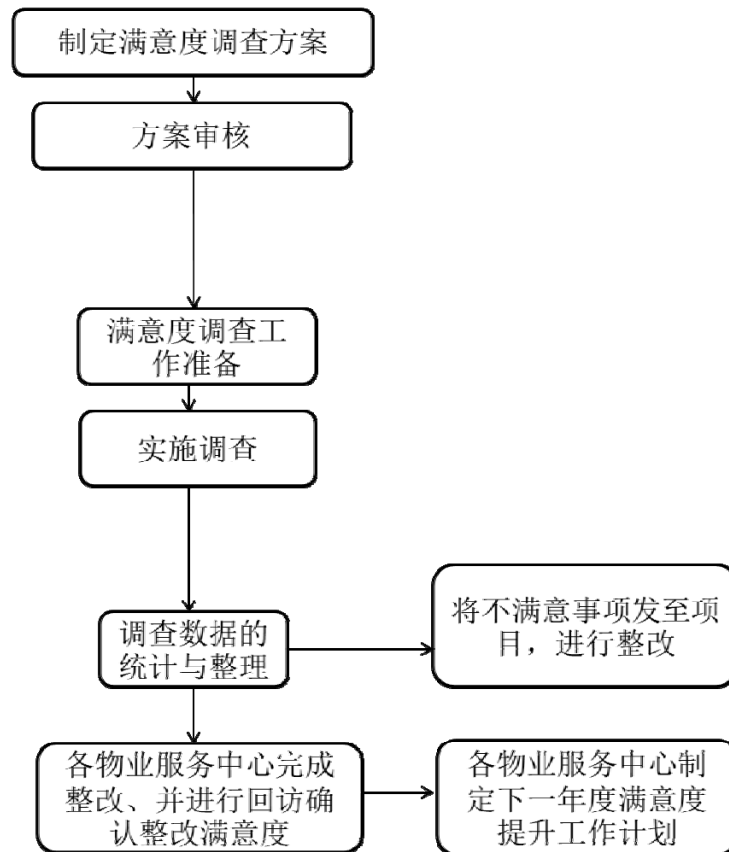 制定满意度调查方案
方案审核
满意度调查工
作准备
实施调查
调查数据的
统计与整理
将不满意事项发至项
目，进行整改
各物业服务中心完成
整改、并进行回访确
认整改满意度
各物业服务中心制
定下一年度满意度
提升工作计划